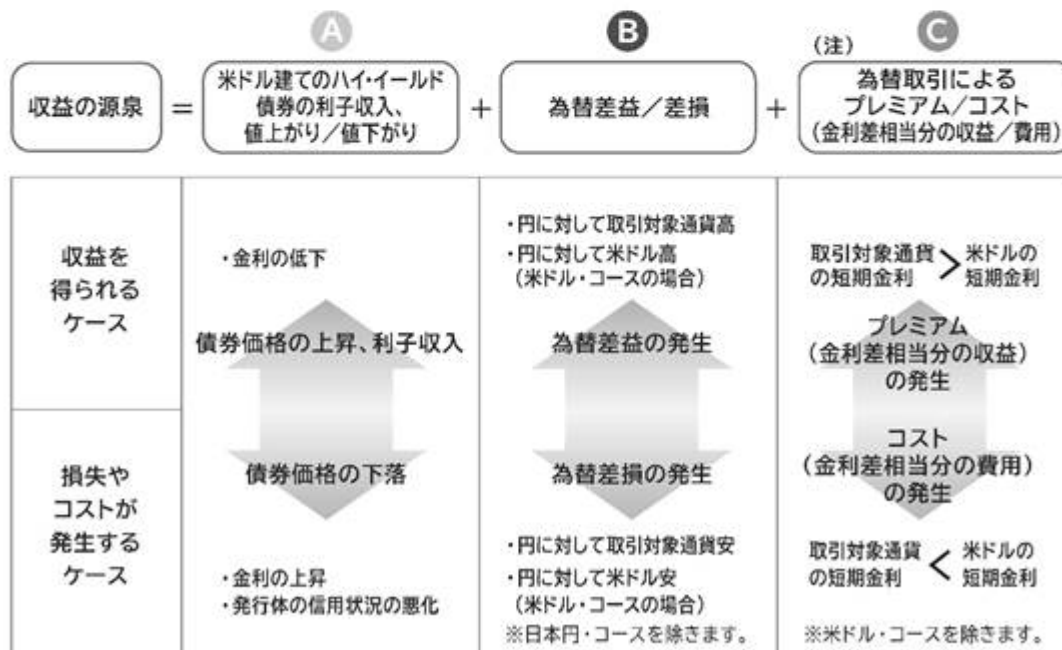 A
B
(注)
C
収益の源泉
=
米ドル建てのハイ・イールド
債券の利子収入、
値上がり/値下がり
+
為替差益/差損
+
為替取引による
プレミアム/コスト
(金利差相当分の収益/費用)
収益を
得られる
ケース
・金利の低下
債券価格の上昇、利子収入
・円に対して取引対象通貨高
・円に対して米ドル高
(米ドル・コースの場合)
為替差益の発生
取引対象通貨
の短期金利
>
米ドルの
短期金利
プレミアム
(金利差相当分の収益)
の発生
損失や
コストが
発生する
ケース
債券価格の下落
・金利の上昇
・発行体の信用状況の悪化
為替差損の発生
・円に対して取引対象通貨安
・円に対して米ドル安
(米ドル・コースの場合)
※日本円・コースを除きます。
コスト
(金利差相当分の費用)
の発生
取引対象通貨
の短期金利
<
米ドルの
短期金利
※米ドル・コースを除きます。